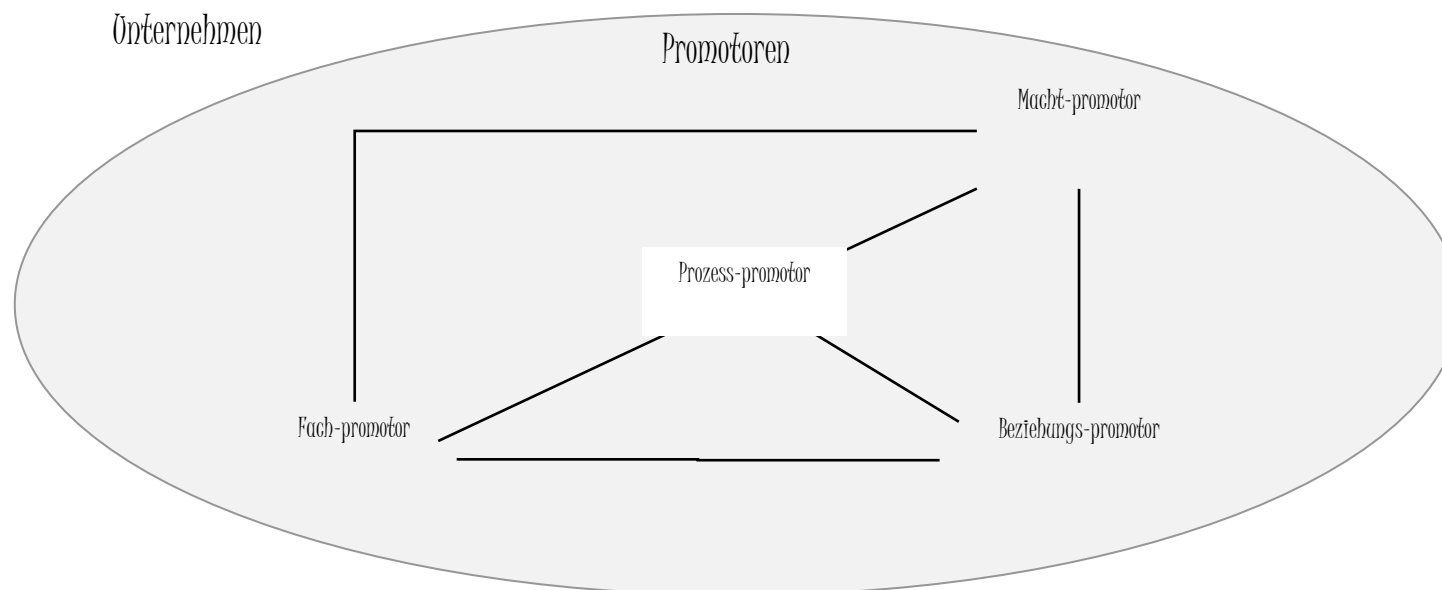 Unternehmen
Promotoren
Macht-promotor
Prozess-promotor
Fach-promotor
Beziehungs-promotor